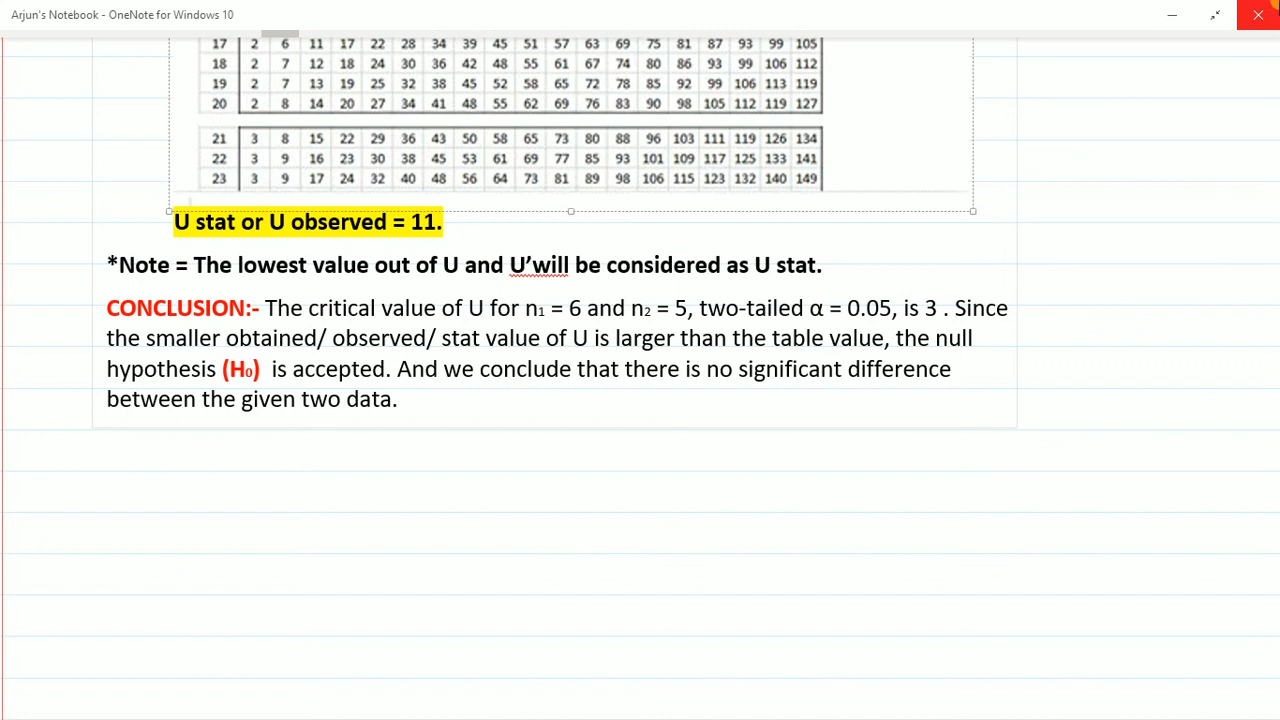 Arjun's Notebook - OneNote for Windows 10
17 2 6 11 17 22 28 34 39 45 51 57 63 69 75 81 87 93 99 105
18 2 7 12 18 24 30 36 42 48 55 61 67 74 80 86 93 99 106 112
19 2 7 13 19 25 32 38 45 52 58 65 72 78 85 92 99 106 113 119
20 2 8 14 20 27 34 41 48 55 62 69 76 83 90 98 105 112 119 127
21 3 8 15 22 29 36 43 50 58 65 73 80 88 96 103 111 119 126 134
22 3 9 16 23 30 38 45 53 61 69 77 85 93 101 109 117 125 133 141
23 3 9 17 24 32 40 48 56 64 73 81 89 98 106 115 123 132 140 149
U stat or U observed = 11.
*Note = The lowest value out of U and U’will be considered as U stat.
CONCLUSION:- The critical value of U for n₁ = 6 and n₂ = 5, two-tailed α = 0.05, is 3 . Since
the smaller obtained/ observed/ stat value of U is larger than the table value, the null
hypothesis (H₀) is accepted. And we conclude that there is no significant difference
between the given two data.